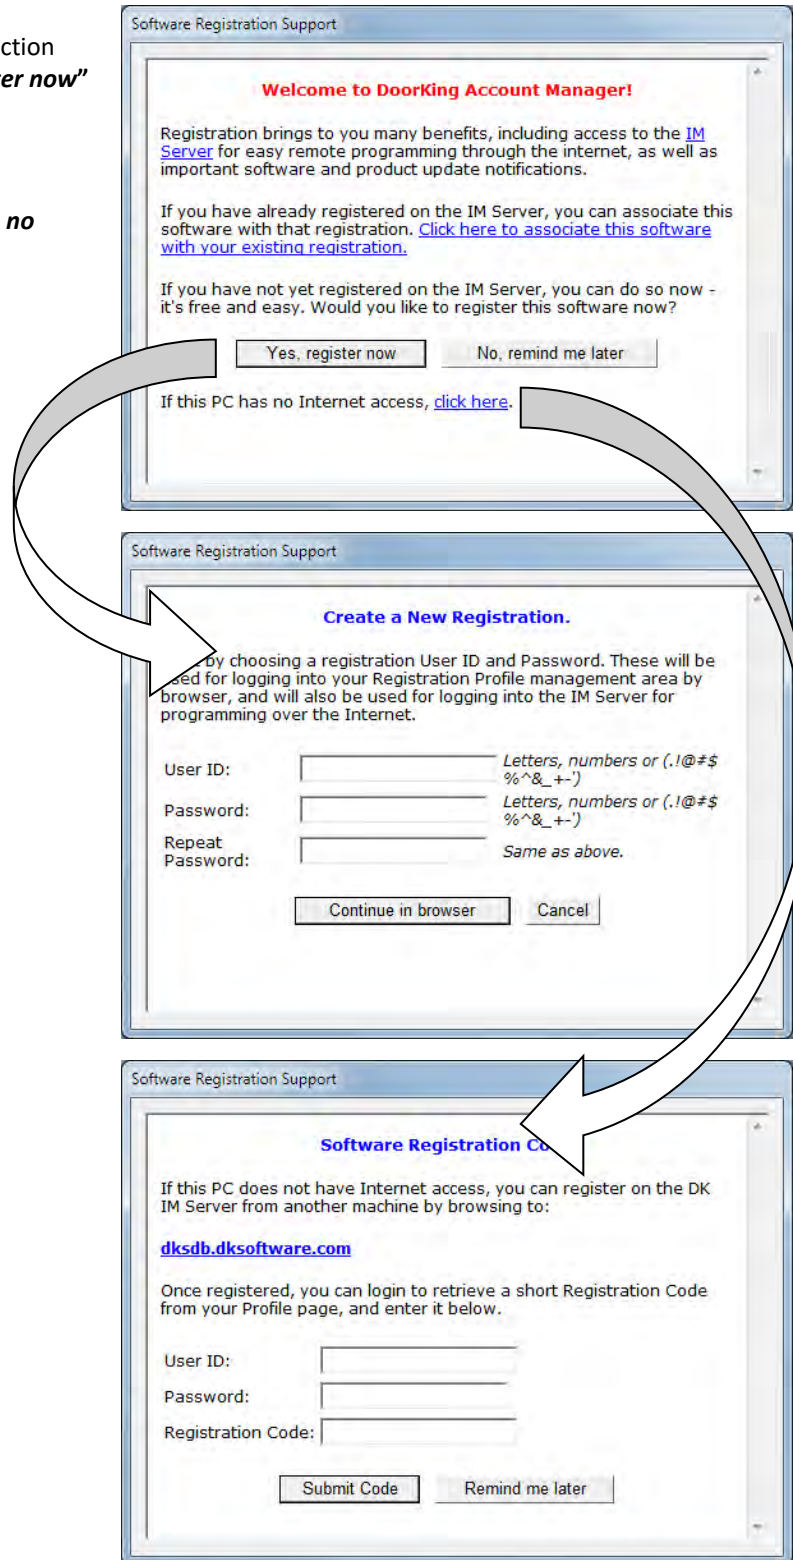 ction
er now"
no
Software Registration Support
Welcome to DoorKing Account Manager!
Registration brings to you many benefits, including access to the IM
Server for easy remote programming through the internet, as well as
important software and product update notifications.
If you have already registered on the IM Server, you can associate this
software with that registration. Click here to associate this software
with your existing registration.
If you have not yet registered on the IM Server, you can do so now -
it's free and easy. Would you like to register this software now?
Yes, register now No, remind me later
If this PC has no Internet access, click here.
Software Registration Support
Create a New Registration.
by choosing a registration User ID and Password. These will be
used for logging into your Registration Profile management area by
browser, and will also be used for logging into the IM Server for
programming over the Internet.
User ID: Letters, numbers or (.!@#$
%^&_+-')
Password: Letters, numbers or (.!@#$
%^&_+-')
Repeat
Password: Same as above.
Continue in browser Cancel
Software Registration Support
Software Registration Co
If this PC does not have Internet access, you can register on the DK
IM Server from another machine by browsing to:
dksdb.dksoftware.com
Once registered, you can login to retrieve a short Registration Code
from your Profile page, and enter it below.
User ID:
Password:
Registration Code:
Submit Code Remind me later